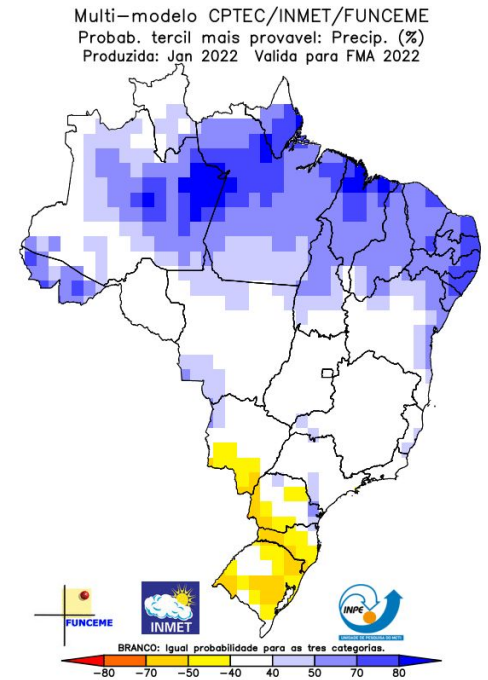 Multi-modelo CPTEC/INMET/FUNCEME
Probab. tercil mais provavel: Precip. (%)
Produzida: Jan 2022 Valida para FMA 2022
FUNCEME
INMET
INPE
BRANCO: Igual probabilidade para as tres categorias.
-80 -70 -50 -40 40 50 70 80